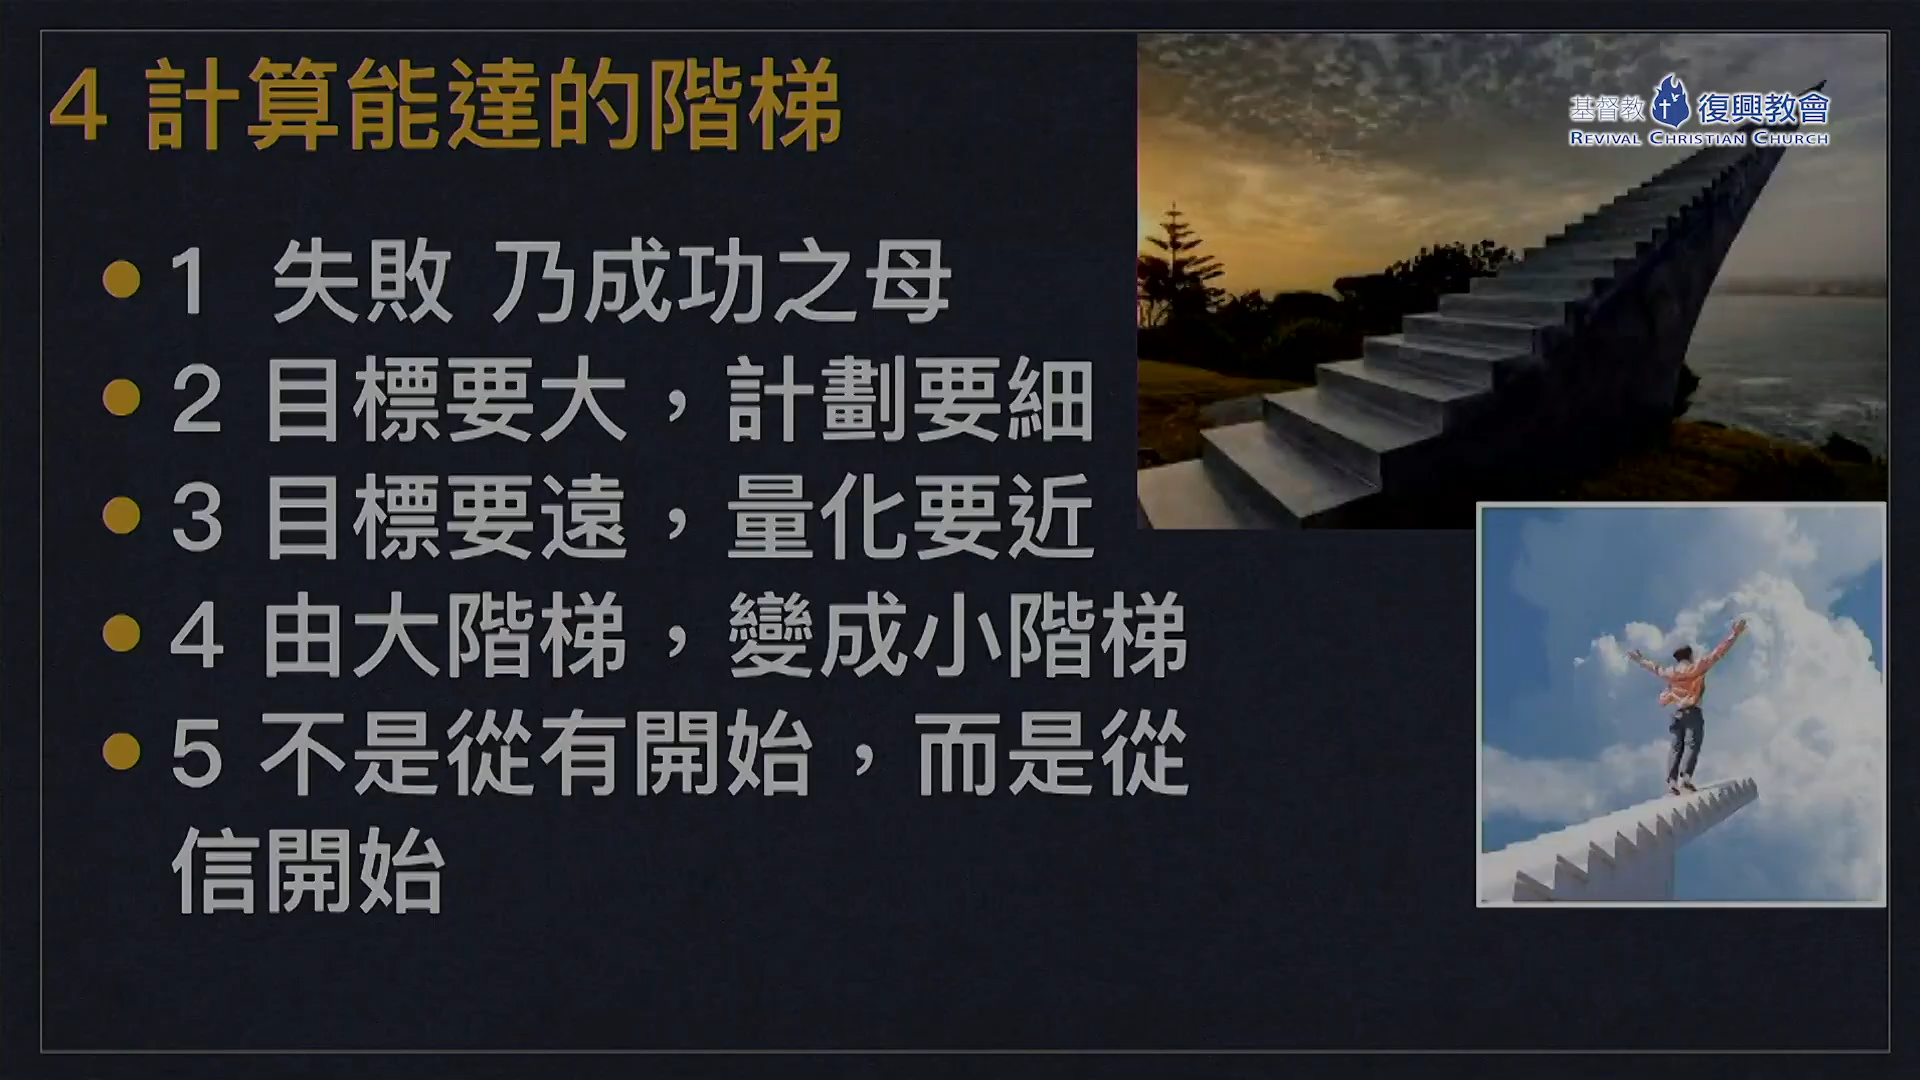 4 計算能達的階梯
基督教 復興教會
REVIVAL CHRISTIAN CHURCH
1 失敗 乃成功之母
2 目標要大，計劃要細
3 目標要遠，量化要近
4 由大階梯，變成小階梯
5 不是從有開始，而是從
信開始